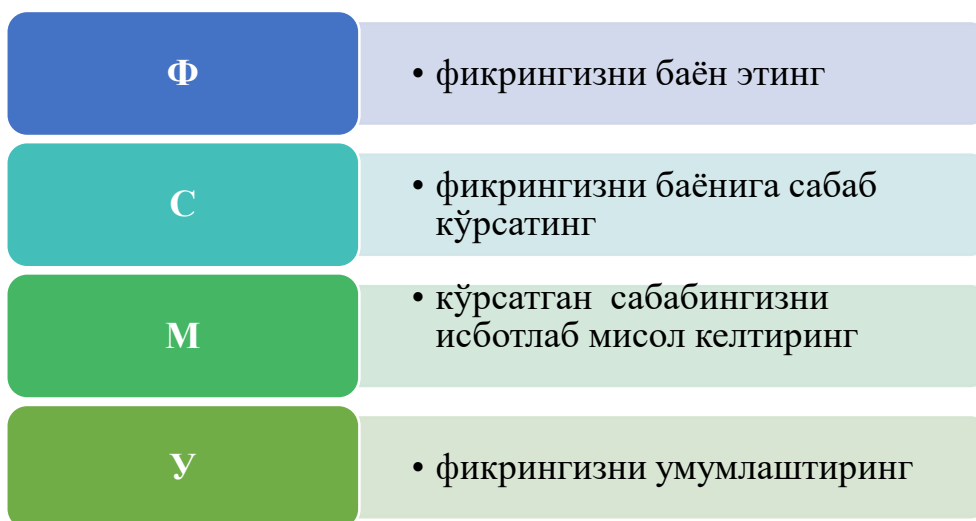 Ф
• фикрингизни баён этинг
С
• фикрингизни баёнига сабаб
кўрсатинг
М
• кўрсатган сабабингизни
исботлаб мисол келтиринг
У
• фикрингизни умумлаштиринг